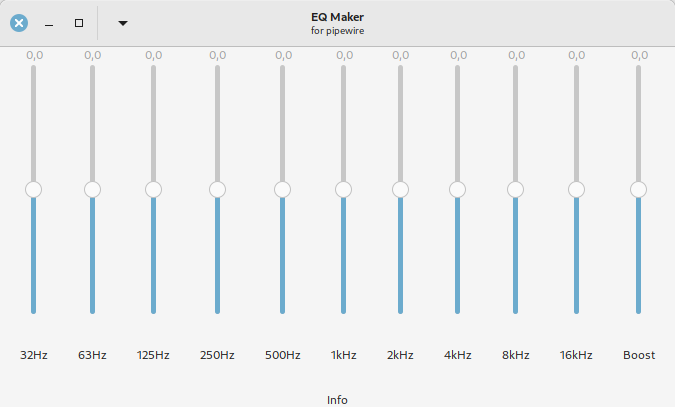 EQ Maker
for pipewire
0,0 0,0 0,0 0,0 0,0 0,0 0,0 0,0 0,0 0,0 0,0
32Hz 63Hz 125Hz 250Hz 500Hz 1kHz 2kHz 4kHz 8kHz 16kHz Boost
Info